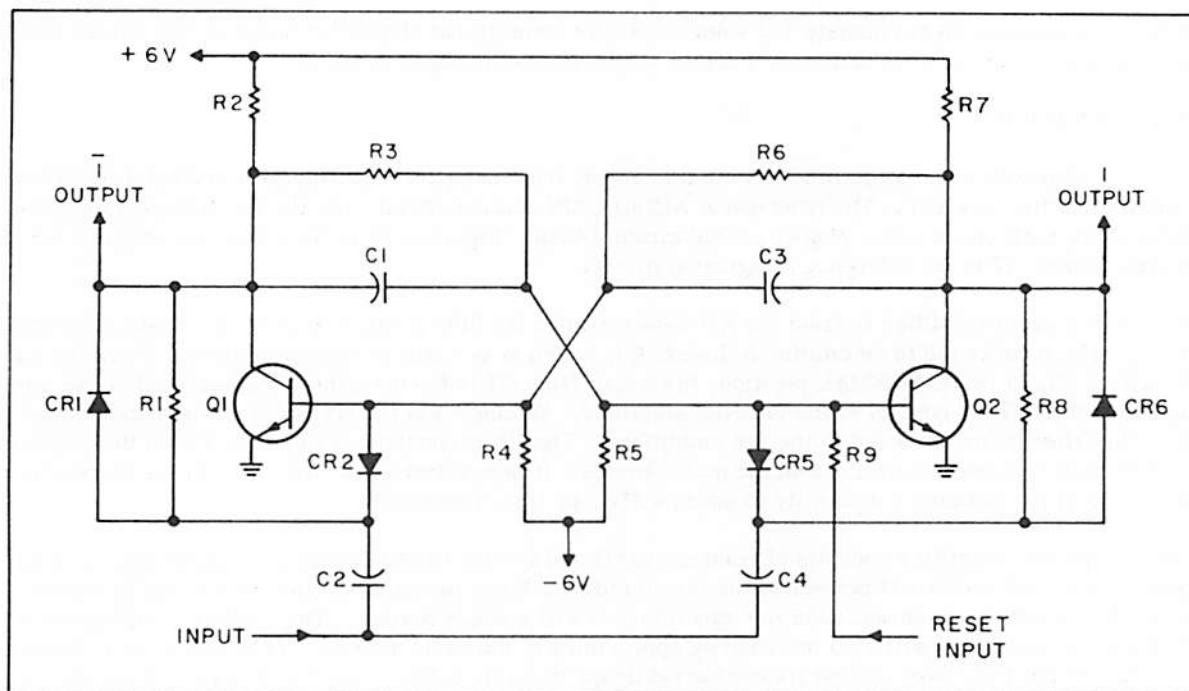 + 6V
R2
R7
R3
R6
1̅
OUTPUT
1̅
OUTPUT
C1
C3
CR1
R1
Q1
CR2
R4
R5
CR5
R9
Q2
R8
CR6
C2
-6V
C4
INPUT
RESET
INPUT